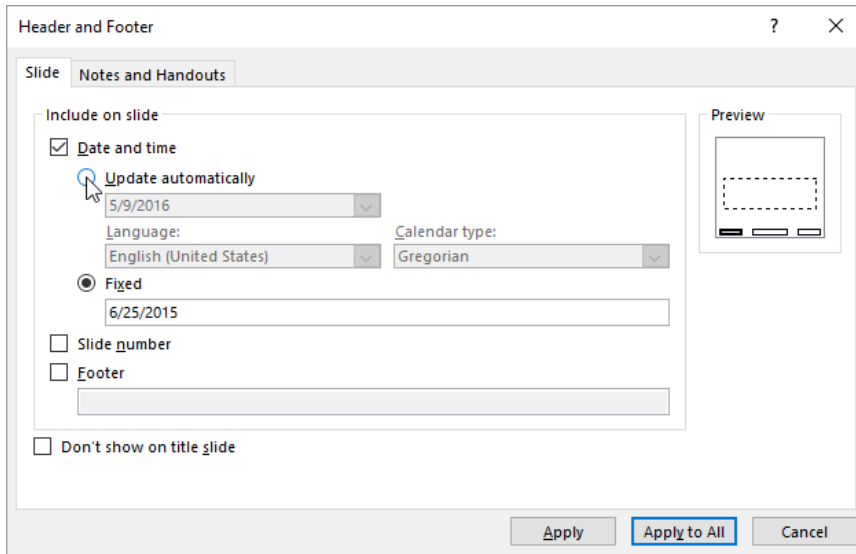 Header and Footer ?
Slide Notes and Handouts
Include on slide Preview
Date and time
Update automatically
5/9/2016
Language: Calendar type:
English (United States) Gregorian
Fixed
6/25/2015
Slide number
Footer
Don't show on title slide
Apply Apply to All Cancel